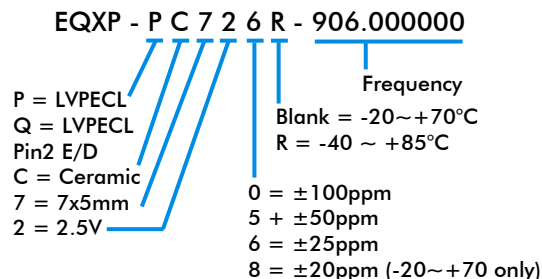 EQXP - P C 7 2 6 R - 906.000000
Frequency
P = LVPECL
Q = LVPECL
Pin2 E/D
C = Ceramic
7 = 7x5mm
2 = 2.5V
Blank = -20~+70°C
R = -40 ~ +85°C
0 = ±100ppm
5 + ±50ppm
6 = ±25ppm
8 = ±20ppm (-20~+70 only)